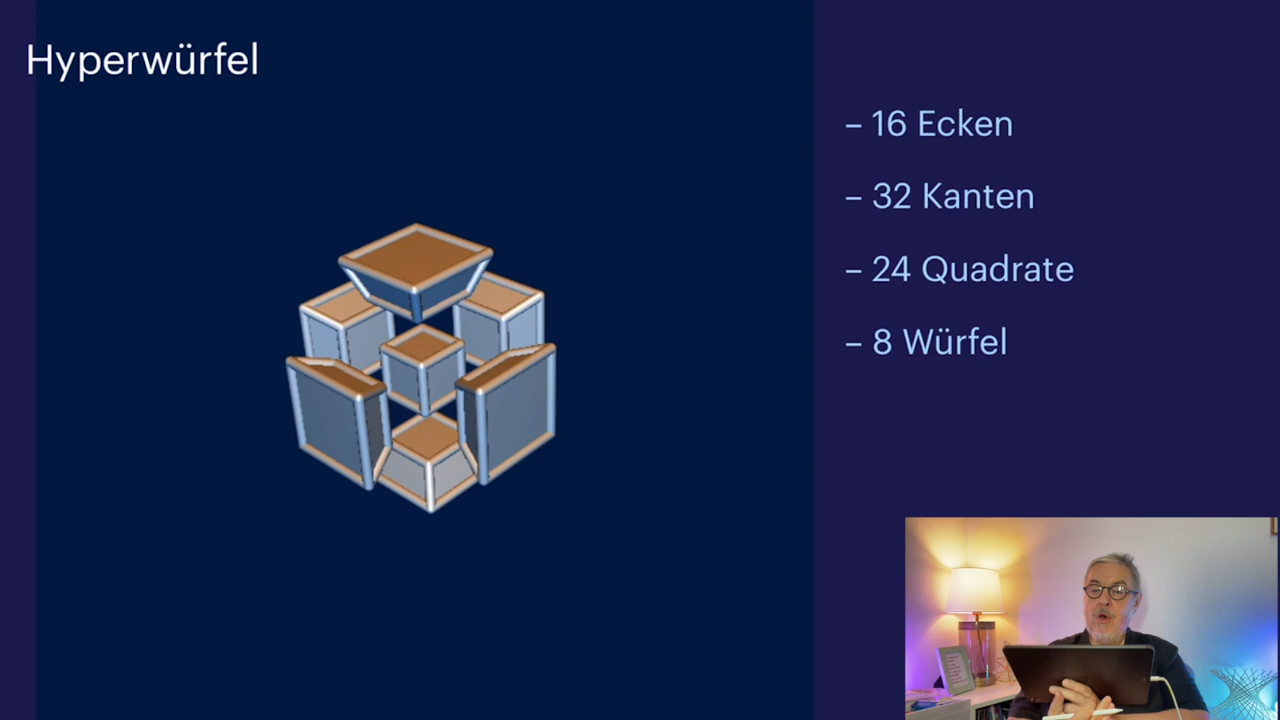 Hyperwürfel
– 16 Ecken
– 32 Kanten
– 24 Quadrate
– 8 Würfel